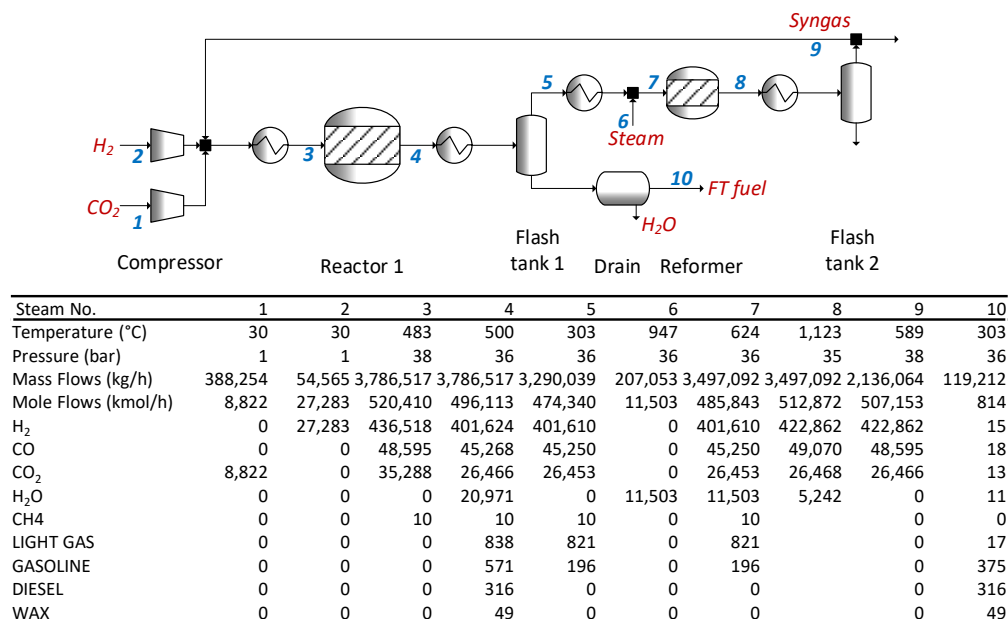 Syngas
9
5
7
8
6
Steam
H2
2
3
4
10
FT fuel
CO2
1
H2O
Compressor
Reactor 1
Flash
tank 1
Drain
Reformer
Flash
tank 2
Steam No. 1 2 3 4 5 6 7 8 9 10
Temperature (°C) 30 30 483 500 303 947 624 1,123 589 303
Pressure (bar) 1 1 38 36 36 36 36 35 38 36
Mass Flows (kg/h) 388,254 54,565 3,786,517 3,786,517 3,290,039 207,053 3,497,092 3,497,092 2,136,064 119,212
Mole Flows (kmol/h) 8,822 27,283 520,410 496,113 474,340 11,503 485,843 512,872 507,153 814
H2 0 27,283 436,518 401,624 401,610 0 401,610 422,862 422,862 15
CO 0 0 48,595 45,268 45,250 0 45,250 49,070 48,595 18
CO2 8,822 0 35,288 26,466 26,453 0 26,453 26,468 26,466 13
H2O 0 0 0 20,971 0 11,503 11,503 5,242 0 11
CH4 0 0 10 10 10 0 10 0 0
LIGHT GAS 0 0 0 838 821 0 821 0 17
GASOLINE 0 0 0 571 196 0 196 0 375
DIESEL 0 0 0 316 0 0 0 0 316
WAX 0 0 0 49 0 0 0 0 49